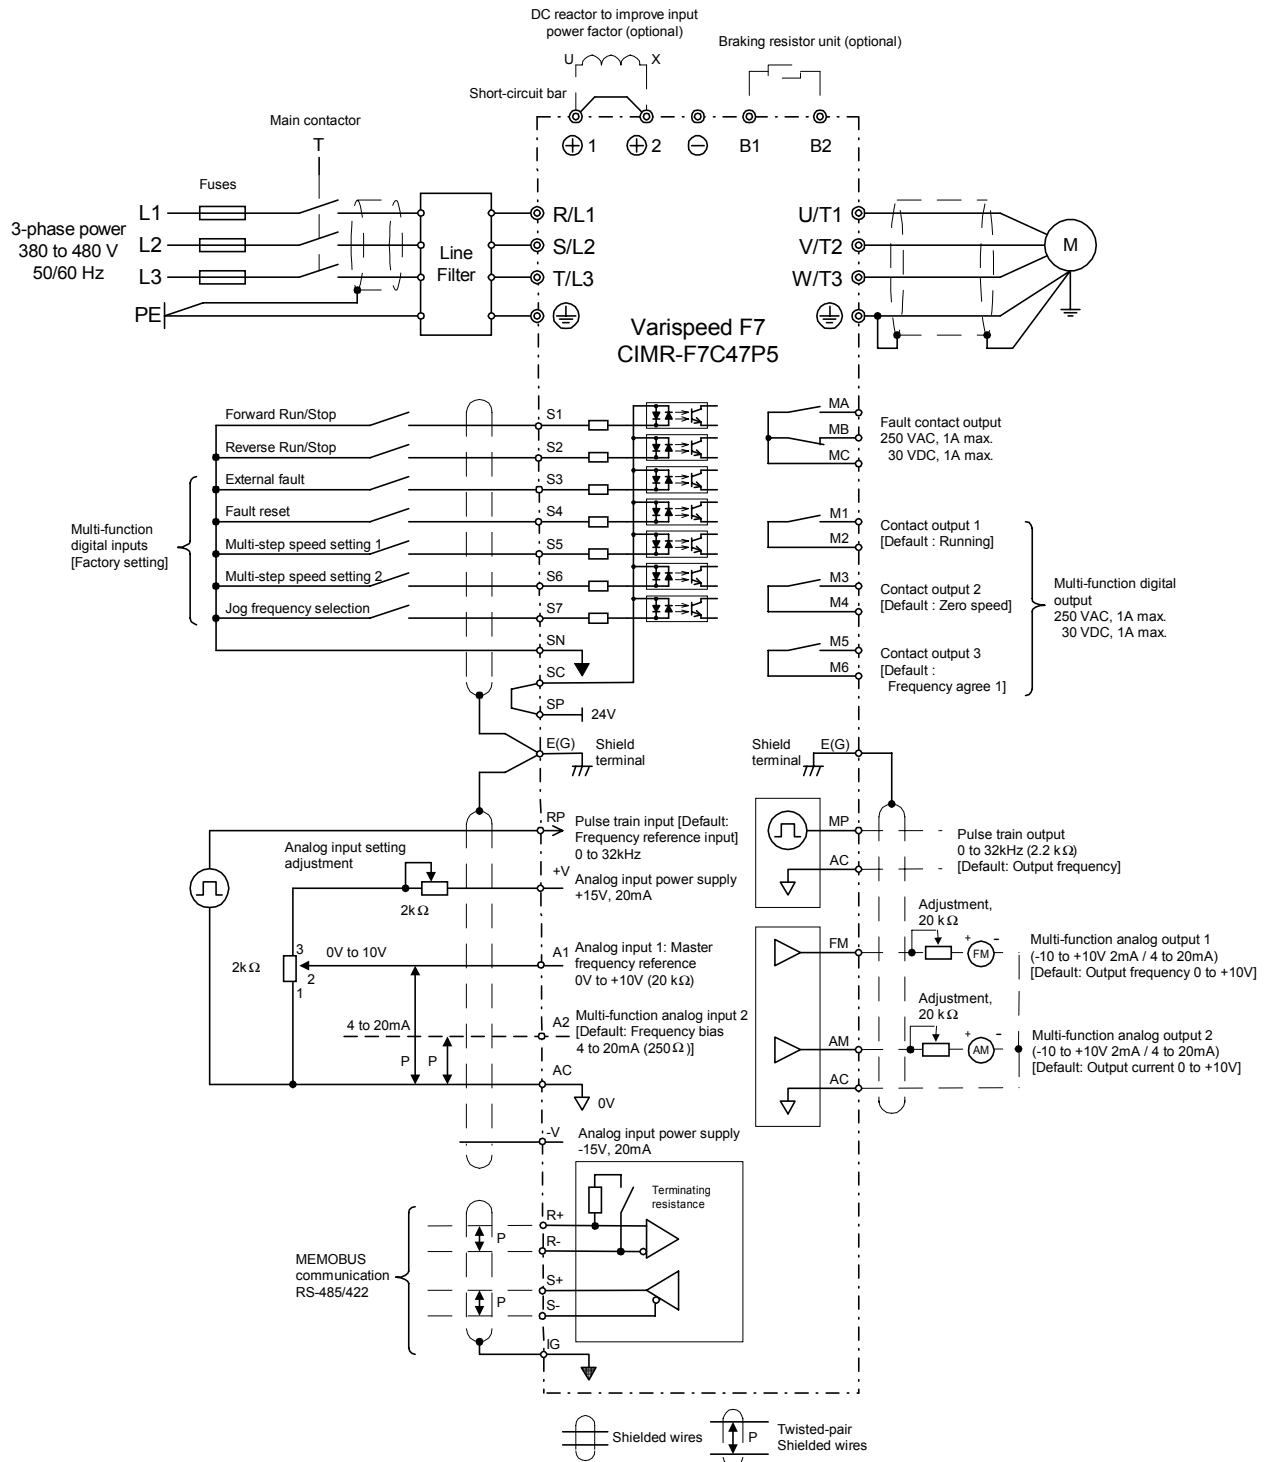 DC reactor to improve input
power factor (optional)
U
X
Braking resistor unit (optional)
Short-circuit bar
Main contactor
T
Fuses
⊕ 1
⊕ 2
⊖
B1
B2
3-phase power
380 to 480 V
50/60 Hz
L1
L2
L3
PE
Line
Filter
R/L1
S/L2
T/L3
U/T1
V/T2
W/T3
M
Varispeed F7
CIMR-F7C47P5
Multi-function
digital inputs
[Factory setting]
Forward Run/Stop
Reverse Run/Stop
External fault
Fault reset
Multi-step speed setting 1
Multi-step speed setting 2
Jog frequency selection
S1
S2
S3
S4
S5
S6
S7
SN
SC
SP
24V
E(G)
Shield
terminal
MA
MB
MC
Fault contact output
250 VAC, 1A max.
30 VDC, 1A max.
M1
M2
Contact output 1
[Default : Running]
M3
M4
Contact output 2
[Default : Zero speed]
M5
M6
Contact output 3
[Default :
Frequency agree 1]
Multi-function digital
output
250 VAC, 1A max.
30 VDC, 1A max.
Shield
terminal
E(G)
RP
Pulse train input [Default:
Frequency reference input]
0 to 32kHz
Analog input setting
adjustment
2kΩ
+V
Analog input power supply
+15V, 20mA
2kΩ
3
2
1
0V to 10V
A1
Analog input 1: Master
frequency reference
0V to +10V (20 kΩ)
4 to 20mA
P
P
A2
Multi-function analog input 2
[Default: Frequency bias
4 to 20mA (250Ω)]
AC
0V
-V
Analog input power supply
-15V, 20mA
MP
AC
Pulse train output
0 to 32kHz (2.2 kΩ)
[Default: Output frequency]
Adjustment,
20 kΩ
FM
+
-
FM
Multi-function analog output 1
(-10 to +10V 2mA / 4 to 20mA)
[Default: Output frequency 0 to +10V]
Adjustment,
20 kΩ
AM
+
-
AM
AC
Multi-function analog output 2
(-10 to +10V 2mA / 4 to 20mA)
[Default: Output current 0 to +10V]
MEMOBUS
communication
RS-485/422
P
P
R+
R-
S+
S-
IG
Terminating
resistance
Shielded wires
P
Twisted-pair
Shielded wires